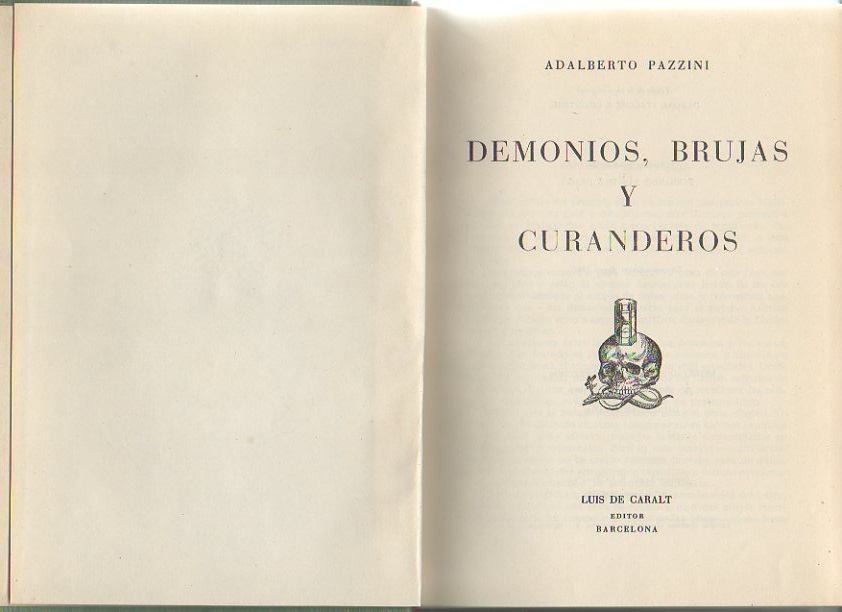 ADALBERTO PAZZINI
DEMONIOS, BRUJAS
Y
CURANDEROS
LUIS DE CARALT
EDITOR
BARCELONA